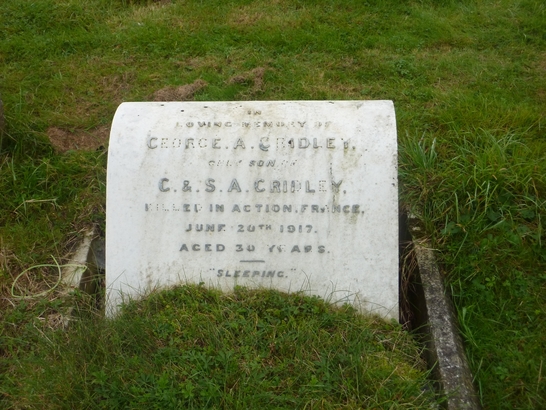 IN
LOVING MEMORY OF
GEORGE. A. GRIDLEY.
ONLY SON OF
C. & S. A. GRIDLEY.
KILLED IN ACTION, FRANCE.
JUNE 20TH 1917.
AGED 30 YEARS.
"SLEEPING."